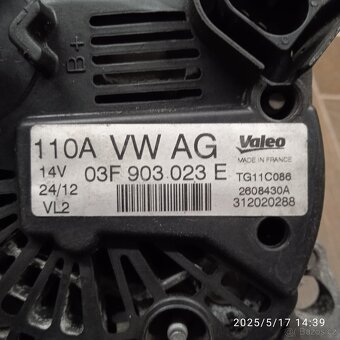 B+
110A VW AG
Valeo
MADE IN FRANCE
14V 03F 903 023 E
TG11C086
24/12
2608430A
VL2
312020288
2025/5/17 14:39